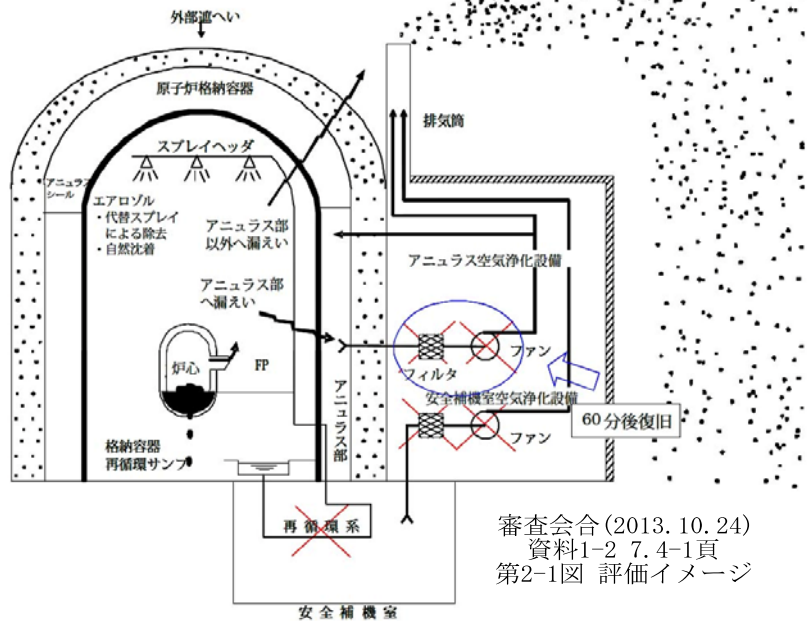 外部遮へい
原子炉格納容器
スプレイヘッダ
アニュラス
シール
エアロゾル
・代替スプレイ
による除去
・自然沈着
アニュラス部
以外へ漏えい
アニュラス部
へ漏えい
排気筒
アニュラス空気浄化設備
ファン
フィルタ
安全補機室空気浄化設備
ファン
60分後復旧
炉心
FP
アニュラス部
格納容器
再循環サンプ
再循環系
安全補機室
審査会合(2013.10.24)
資料1-2 7.4-1頁
第2-1図 評価イメージ